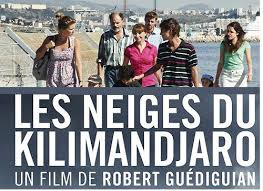 LES NEIGES DU
KILIMANDJARO
UN FILM DE ROBERT GUÉDIGUIAN